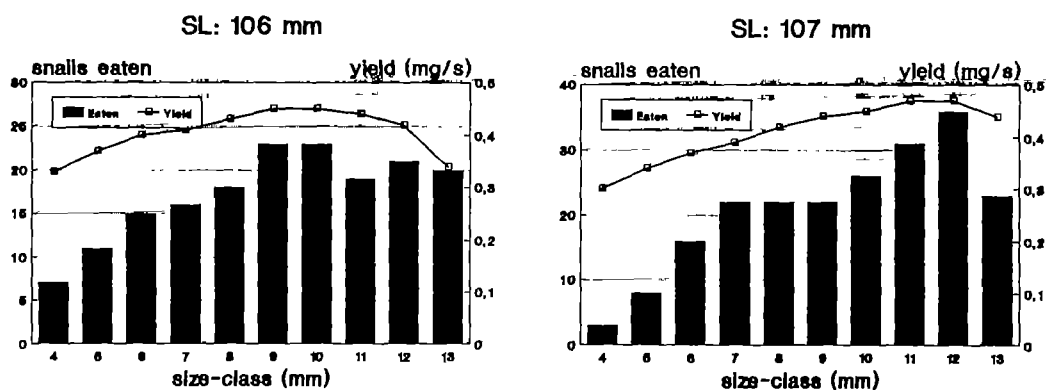 SL: 106 mm
snails eaten
yield (mg/s)
30
25
20
15
10
5
0
Eaten
Yield
0,5
0,4
0,3
0,2
0,1
0
4 5 6 7 8 9 10 11 12 13
size-class (mm)
SL: 107 mm
snails eaten
yield (mg/s)
40
30
20
10
0
Eaten
Yield
0,5
0,4
0,3
0,2
0,1
0
4 5 6 7 8 9 10 11 12 13
size-class (mm)